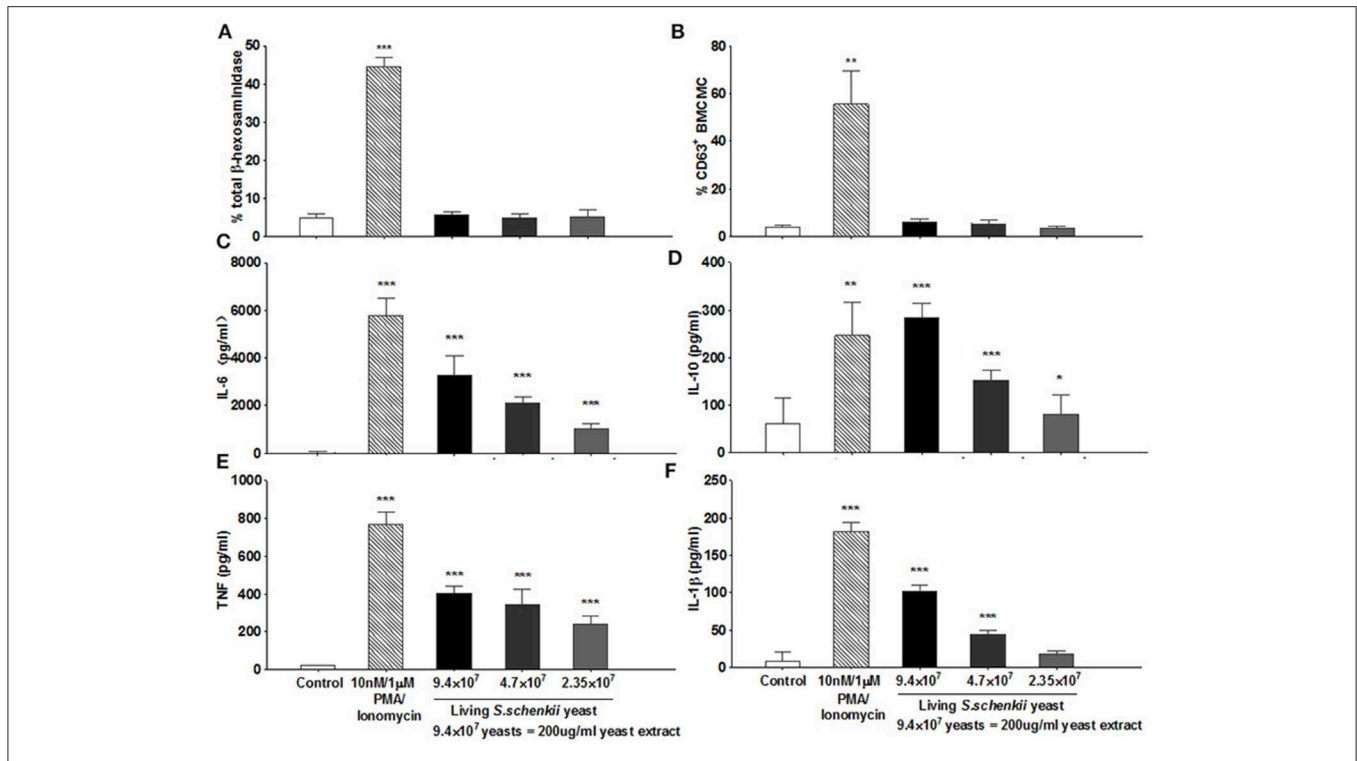 A
% total β-hexosaminidase
50
40
30
20
10
0
***
B
% CD63+ BMCMC
80
60
40
20
0
**
C
IL-6 (pg/ml)
8000
6000
4000
2000
0
***
***
***
***
D
IL-10 (pg/ml)
400
300
200
100
0
**
***
***
*
E
TNF (pg/ml)
1000
800
600
400
200
0
***
***
***
***
Control
10nM/1μM
PMA/
Ionomycin
9.4x10⁷
4.7x10⁷
2.35x10⁷
Living S.schenkii yeast
9.4x10⁷ yeasts = 200ug/ml yeast extract
F
IL-1β (pg/ml)
250
200
150
100
50
0
***
***
***
Control
10nM/1μM
PMA/
Ionomycin
9.4x10⁷
4.7x10⁷
2.35x10⁷
Living S.schenkii yeast
9.4x10⁷ yeasts = 200ug/ml yeast extract